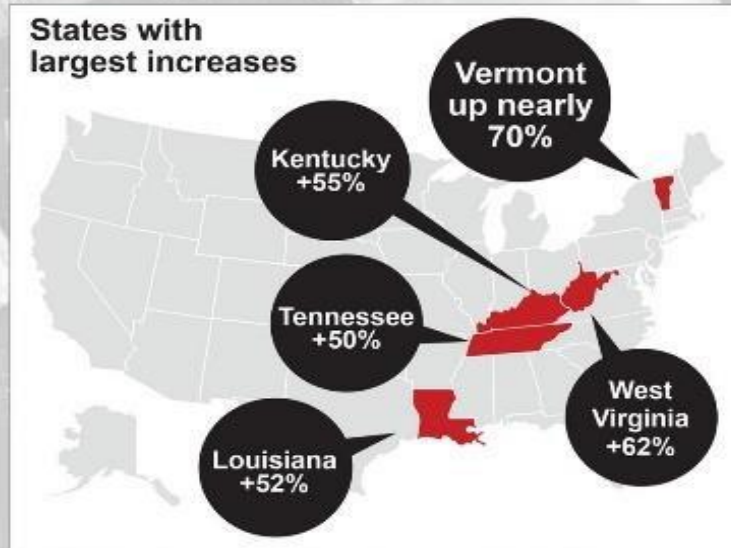 States with
largest increases
Vermont
up nearly
70%
Kentucky
+55%
Tennessee
+50%
West
Virginia
+62%
Louisiana
+52%